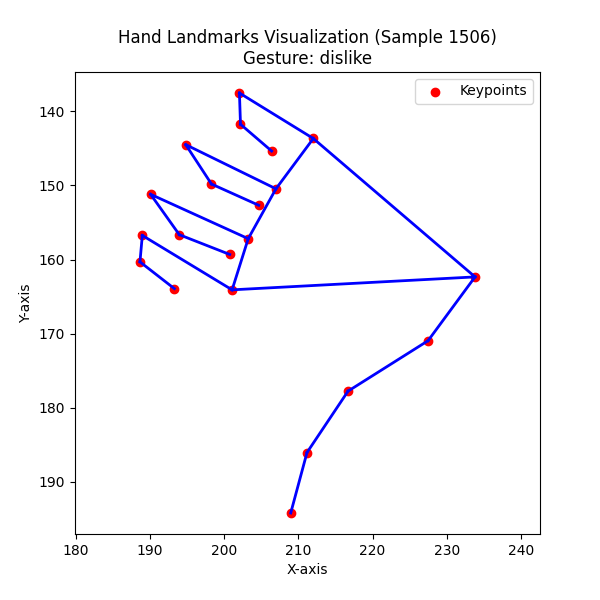 Hand Landmarks Visualization (Sample 1506)
Gesture: dislike
Keypoints
140
150
160
170
180
190
Y-axis
180 190 200 210 220 230 240
X-axis